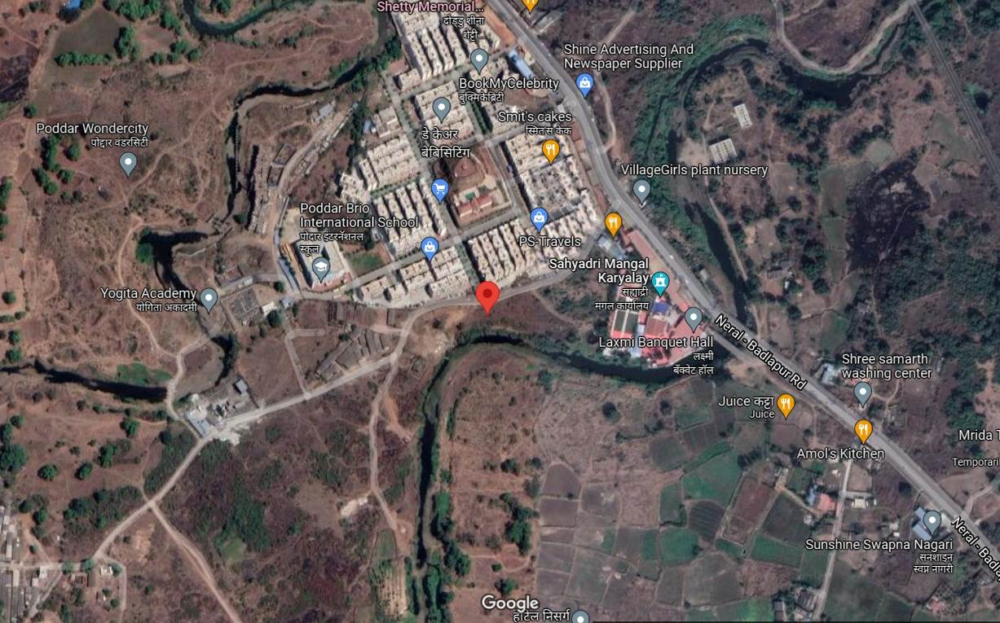 Shetty Memorial...
दोड्डु शीना
शेट्टी...
Shine Advertising And
Newspaper Supplier
BookMyCelebrity
बुक्मिकेब्रिटी
Smit's cakes
स्मित'स केक
Poddar Wondercity
पोद्दार वंडरसिटी
डे केअर
बेबिसिटिंग
VillageGirls plant nursery
Poddar Brio
International School
पोदार इंटरनॅशनल
स्कूल
PS-Travels
Sahyadri Mangal
Karyalay
सह्याद्री
मंगल कार्यालय
Yogita Academy
योगिता अकादमी
Neral - Badlapur Rd
Laxmi Banquet Hall
लक्ष्मी
बॅंक्वेट हॉल
Shree samarth
washing center
Juice कट्टा
Juice
Amol's Kitchen
Mrida
Temporari
Sunshine Swapna Nagari
सनशाइन
स्वप्न नागरी
Neral - Badla
Google
हॉटेल निसर्ग